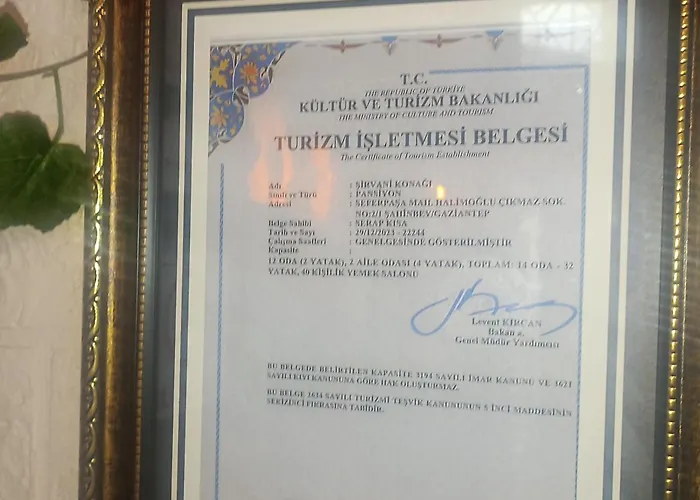 T.C.
THE REPUBLIC OF TÜRKİYE
KÜLTÜR VE TURİZM BAKANLIĞI
THE MINISTRY OF CULTURE AND TOURISM
TURİZM İŞLETMESİ BELGESİ
The Certificate of Tourism Establishment
Adı : ŞİRVANİ KONAĞI
Sınıfı ve Türü : PANSİYON
Adresi : SEFERPAŞA MAH. HALİMOĞLU ÇIKMAZ SOK.
NO:2/1 ŞAHİNBEY/GAZİANTEP
Belge Sahibi : SERAP KISA
Tarih ve Sayı : 29/12/2023 - 22244
Çalışma Saatleri : GENELGESİNDE GÖSTERİLMİŞTİR
Kapasite :
12 ODA (2 YATAK), 2 AİLE ODASI (4 YATAK), TOPLAM: 14 ODA - 32
YATAK, 40 KİŞİLİK YEMEK SALONU
Levent KIRCAN
Bakan a.
Genel Müdür Yardımcısı
BU BELGEDE BELİRTİLEN KAPASİTE 3194 SAYILI İMAR KANUNU VE 3621
SAYILI KIYI KANUNUNA GÖRE HAK OLUŞTURMAZ.
BU BELGE 2634 SAYILI TURİZMİ TEŞVİK KANUNUNUN 5 İNCİ MADDESİNİN
SEKİZİNCİ FIKRASINA TABİDİR.